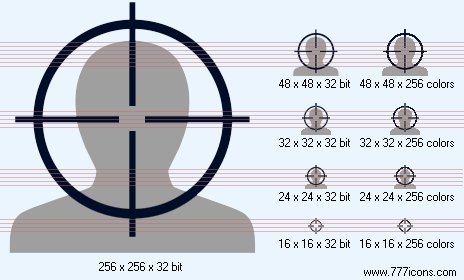 48 x 48 x 32 bit
48 x 48 x 256 colors
32 x 32 x 32 bit
32 x 32 x 256 colors
24 x 24 x 32 bit
24 x 24 x 256 colors
16 x 16 x 32 bit
16 x 16 x 256 colors
256 x 256 x 32 bit
www.777icons.com